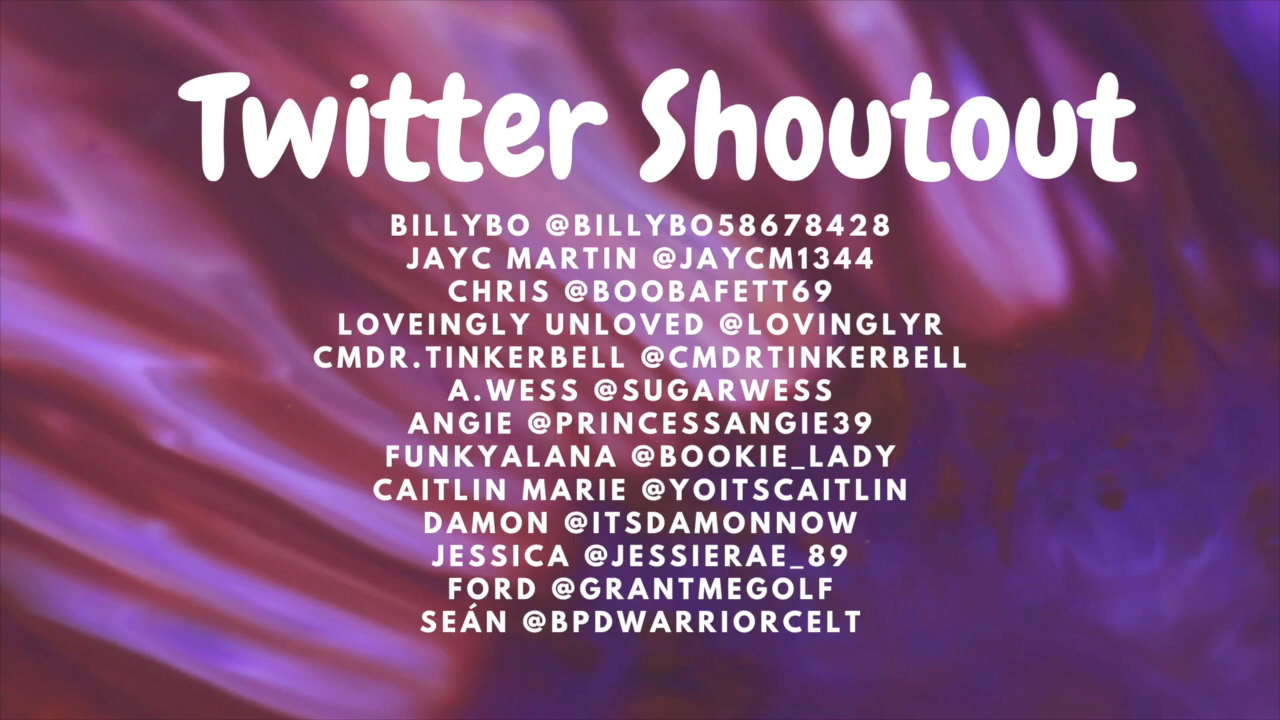 Twitter Shoutout
BILLYBO @BILLYBO58678428
JAYC MARTIN @JAYCM1344
CHRIS @BOOBAFETT69
LOVEINGLY UNLOVED @LOVINGLYR
CMDR.TINKERBELL @CMDRTINKERBELL
A.WESS @SUGARWESS
ANGIE @PRINCESSANGIE39
FUNKYALANA @BOOKIE_LADY
CAITLIN MARIE @YOITSCAITLIN
DAMON @ITSDAMONNOW
JESSICA @JESSIERAE_89
FORD @GRANTMEGOLF
SEÁN @BPDWARRIORCELT